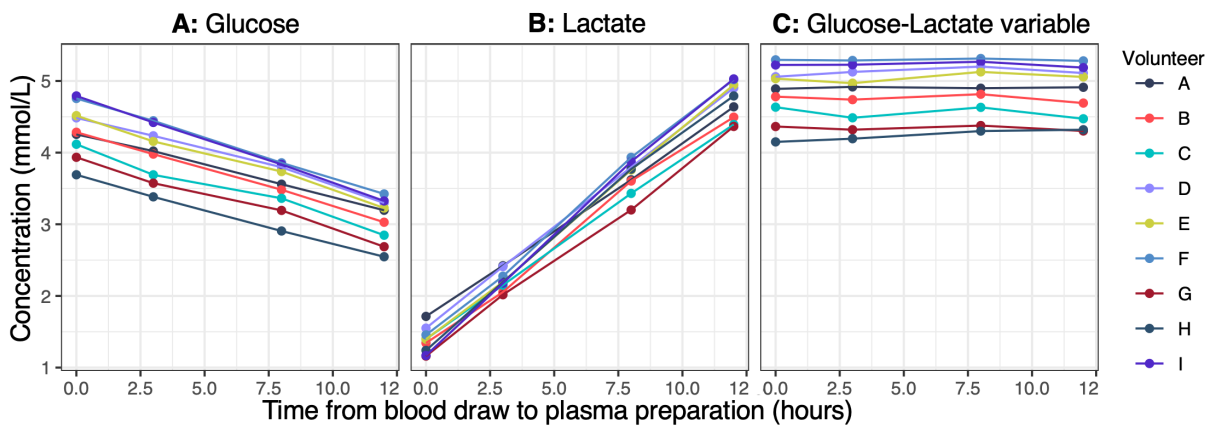 A: Glucose
B: Lactate
C: Glucose-Lactate variable
Concentration (mmol/L)
5
4
3
2
1
0.0 2.5 5.0 7.5 10.0 12
0.0 2.5 5.0 7.5 10.0 12
0.0 2.5 5.0 7.5 10.0 12
Time from blood draw to plasma preparation (hours)
Volunteer
A
B
C
D
E
F
G
H
I